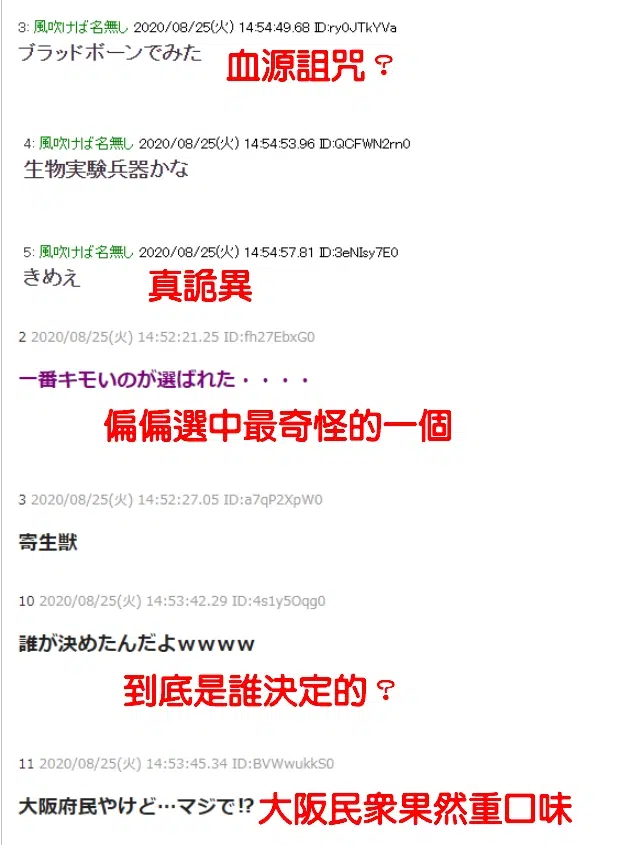 3: 風吹けば名無し 2020/08/25(火) 14:54:49.68 ID:ry0JTkYVa
ブラッドボーンでみた 血源詛咒？
4: 風吹けば名無し 2020/08/25(火) 14:54:53.96 ID:QCFWN2rn0
生物実験兵器かな
5: 風吹けば名無し 2020/08/25(火) 14:54:57.81 ID:3eNIsy7E0
きめえ 真詭異
2 2020/08/25(火) 14:52:21.25 ID:fh27EbxG0
一番キモいのが選ばれた・・・・
偏偏選中最奇怪的一個
3 2020/08/25(火) 14:52:27.05 ID:a7qP2XpW0
寄生獣
10 2020/08/25(火) 14:53:42.29 ID:4s1y5Oqg0
誰が決めたんだよｗｗｗｗ
到底是誰決定的？
11 2020/08/25(火) 14:53:45.34 ID:BVWwukkS0
大阪府民やけど…マジで!? 大阪民眾果然重口味